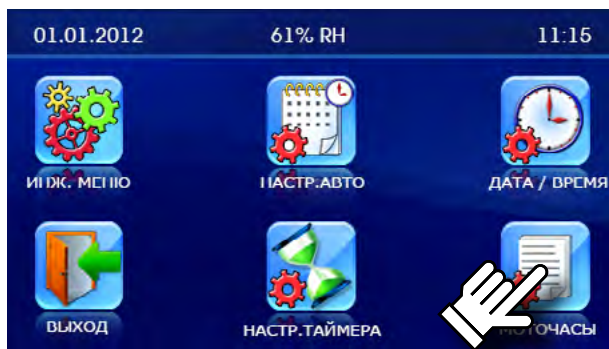 01.01.2012 61% RH 11:15
ИНЖ. МЕНЮ НАСТР.АВТО ДАТА / ВРЕМЯ
ВЫХОД НАСТР.ТАЙМЕРА МОТОЧАСЫ